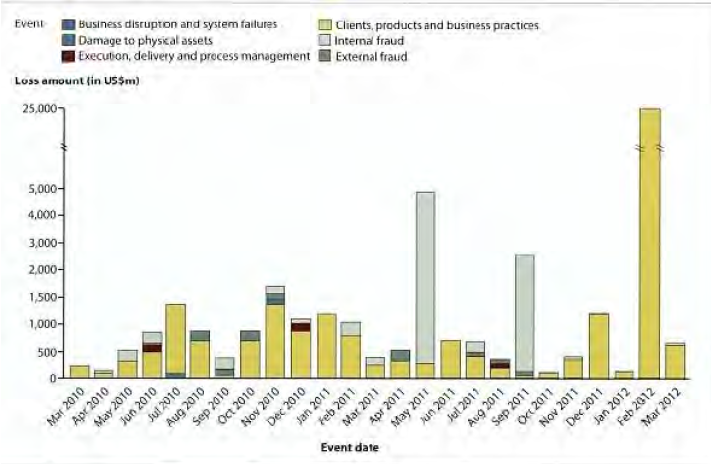 Event
Business disruption and system failures
Clients, products and business practices
Damage to physical assets
Internal fraud
Execution, delivery and process management
External fraud
Loss amount (in US$m)
25,000
5,000
4,000
3,000
2,000
1,500
1,000
500
0
Mar 2010
Apr 2010
May 2010
Jun 2010
Jul 2010
Aug 2010
Sep 2010
Oct 2010
Nov 2010
Dec 2010
Jan 2011
Feb 2011
Mar 2011
Apr 2011
May 2011
Jun 2011
Jul 2011
Aug 2011
Sep 2011
Oct 2011
Nov 2011
Dec 2011
Jan 2012
Feb 2012
Mar 2012
Event date